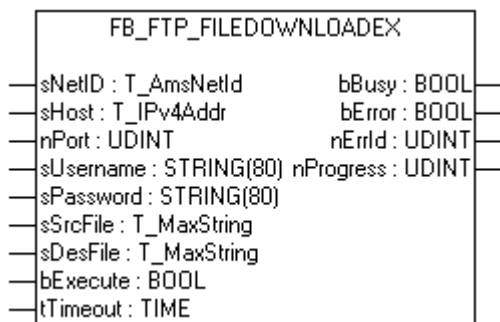 FB_FTP_FILEDOWNLOADEX
sNetID : T_AmsNetId bBusy : BOOL
sHost : T_IPv4Addr bError : BOOL
nPort : UDINT nErrId : UDINT
sUsername : STRING(80) nProgress : UDINT
sPassword : STRING(80)
sSrcFile : T_MaxString
sDesFile : T_MaxString
bExecute : BOOL
tTimeout : TIME